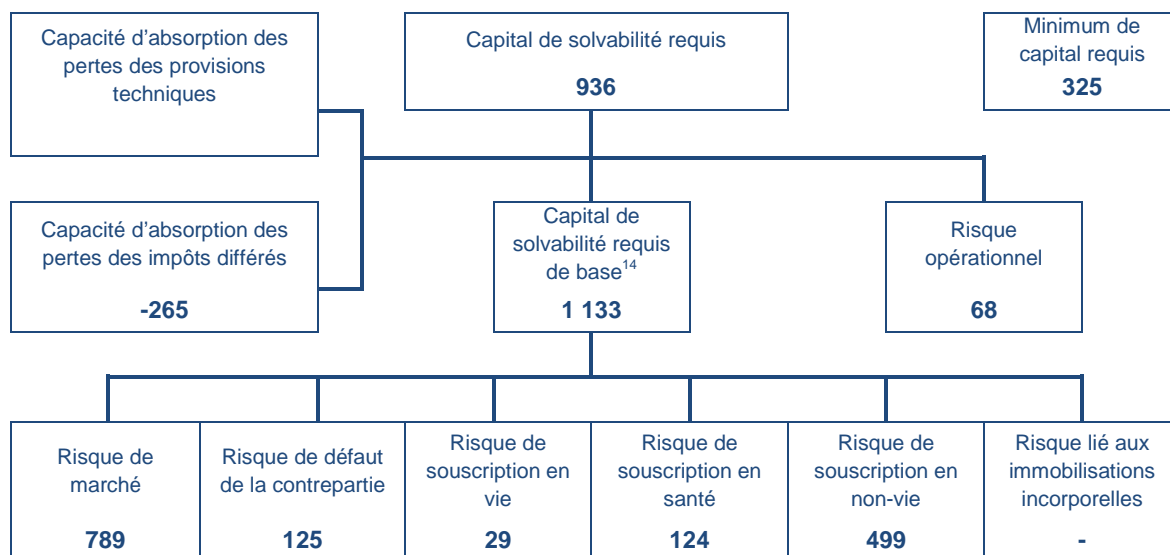 Capacité d'absorption des
pertes des provisions
techniques
Capital de solvabilité requis
936
Minimum de
capital requis
325
Capacité d'absorption des
pertes des impôts différés
-265
Capital de
solvabilité requis
de base14
1 133
Risque
opérationnel
68
Risque de
marché
789
Risque de défaut
de la contrepartie
125
Risque de
souscription en
vie
29
Risque de
souscription en
santé
124
Risque de
souscription en
non-vie
499
Risque lié aux
immobilisations
incorporelles
-